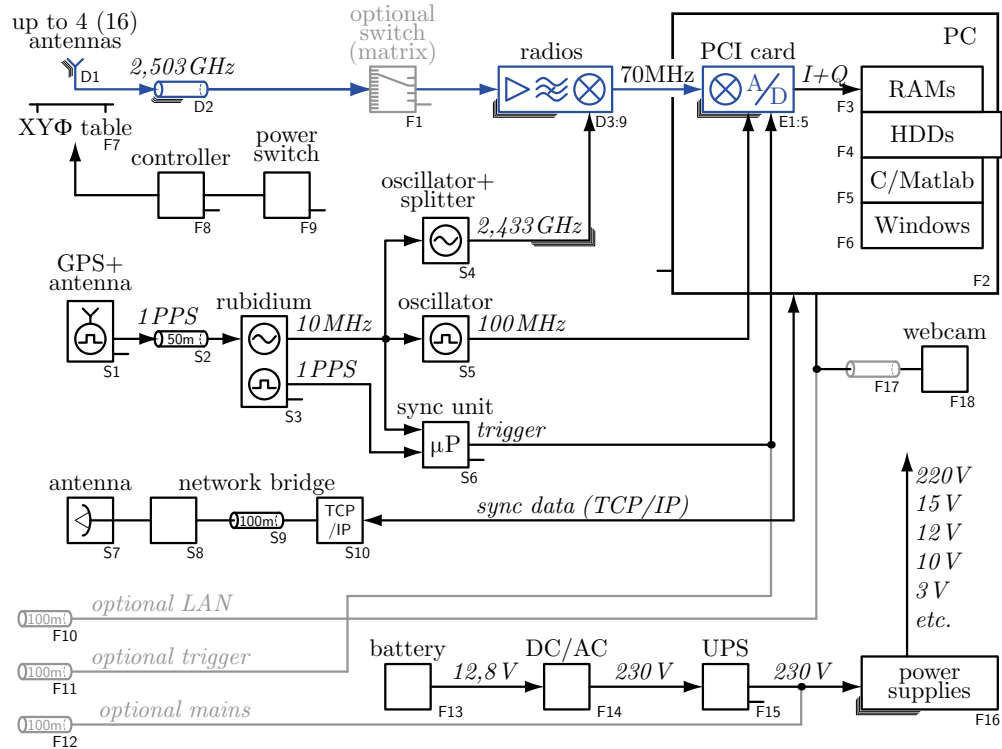 up to 4 (16)
antennas
D1
2,503 GHz
D2
optional
switch
(matrix)
F1
radios
D3:9
70MHz
PCI card
A/D
E1:5
I+Q
PC
RAMs
F3
HDDs
F4
C/Matlab
F5
Windows
F6
F2
XYΦ table
F7
controller
F8
power
switch
F9
oscillator+
splitter
S4
2,433 GHz
GPS+
antenna
S1
1PPS
50m
S2
rubidium
S3
10 MHz
1PPS
oscillator
S5
100 MHz
sync unit
μP
S6
trigger
webcam
F17
F18
antenna
S7
network bridge
S8
100m
S9
TCP
/IP
S10
sync data (TCP/IP)
220 V
15 V
12 V
10 V
3 V
etc.
optional LAN
100m
F10
optional trigger
100m
F11
optional mains
100m
F12
battery
F13
12,8 V
DC/AC
F14
230 V
UPS
F15
230 V
power
supplies
F16